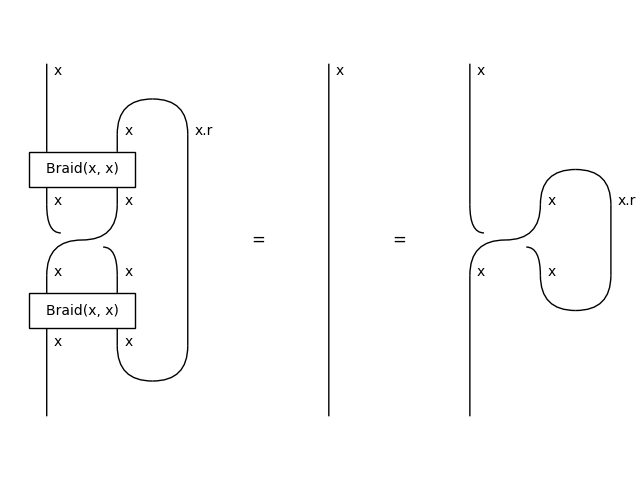 x x x
x x.r
Braid(x, x)
x x x x.r
= =
x x x x
Braid(x, x)
x x